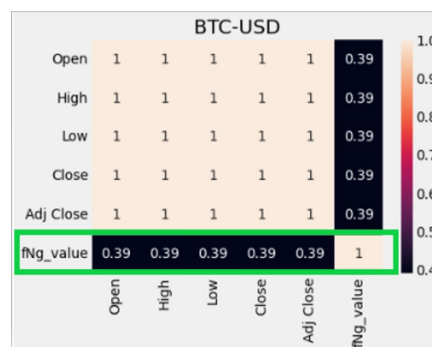 BTC-USD
Open 1 1 1 1 1 0.39
High 1 1 1 1 1 0.39
Low 1 1 1 1 1 0.39
Close 1 1 1 1 1 0.39
Adj Close 1 1 1 1 1 0.39
fNg_value 0.39 0.39 0.39 0.39 0.39 1
Open High Low Close Adj Close fNg_value
1.0
0.9
0.8
0.7
0.6
0.5
0.4